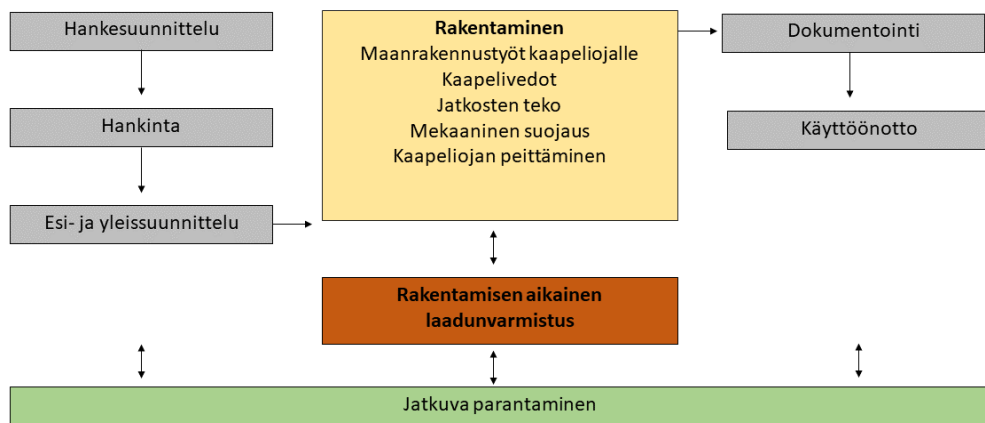 Hankesuunnittelu
Hankinta
Esi- ja yleissuunnittelu
Rakentaminen
Maanrakennustyöt kaapeliojalle
Kaapelivedot
Jatkosten teko
Mekaaninen suojaus
Kaapeliojan peittäminen
Dokumentointi
Käyttöönotto
Rakentamisen aikainen
laadunvarmistus
Jatkuva parantaminen